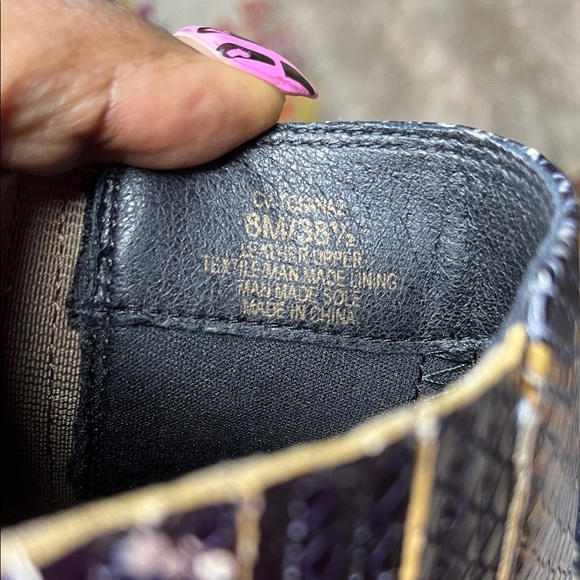 8M/38½
LEATHER UPPER
TEXTILE MAN MADE LINING
MAN MADE SOLE
MADE IN CHINA